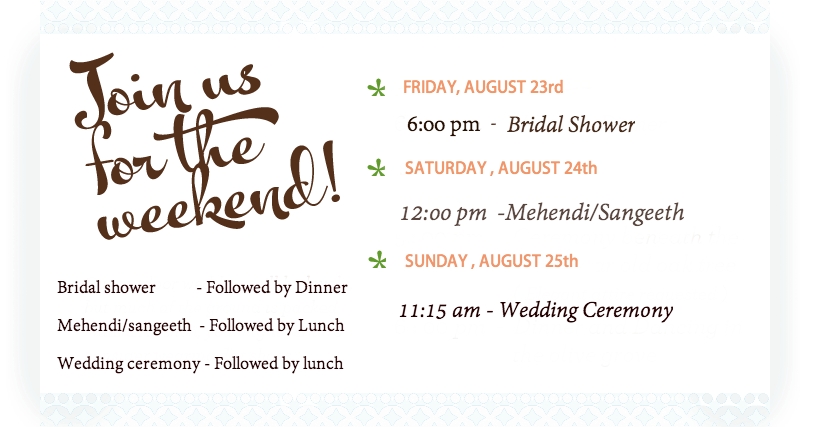 Join us
for the
weekend!
Bridal shower - Followed by Dinner
Mehendi/sangeeth - Followed by Lunch
Wedding ceremony - Followed by lunch
* FRIDAY, AUGUST 23rd
6:00 pm - Bridal Shower
* SATURDAY , AUGUST 24th
12:00 pm -Mehendi/Sangeeth
* SUNDAY , AUGUST 25th
11:15 am - Wedding Ceremony